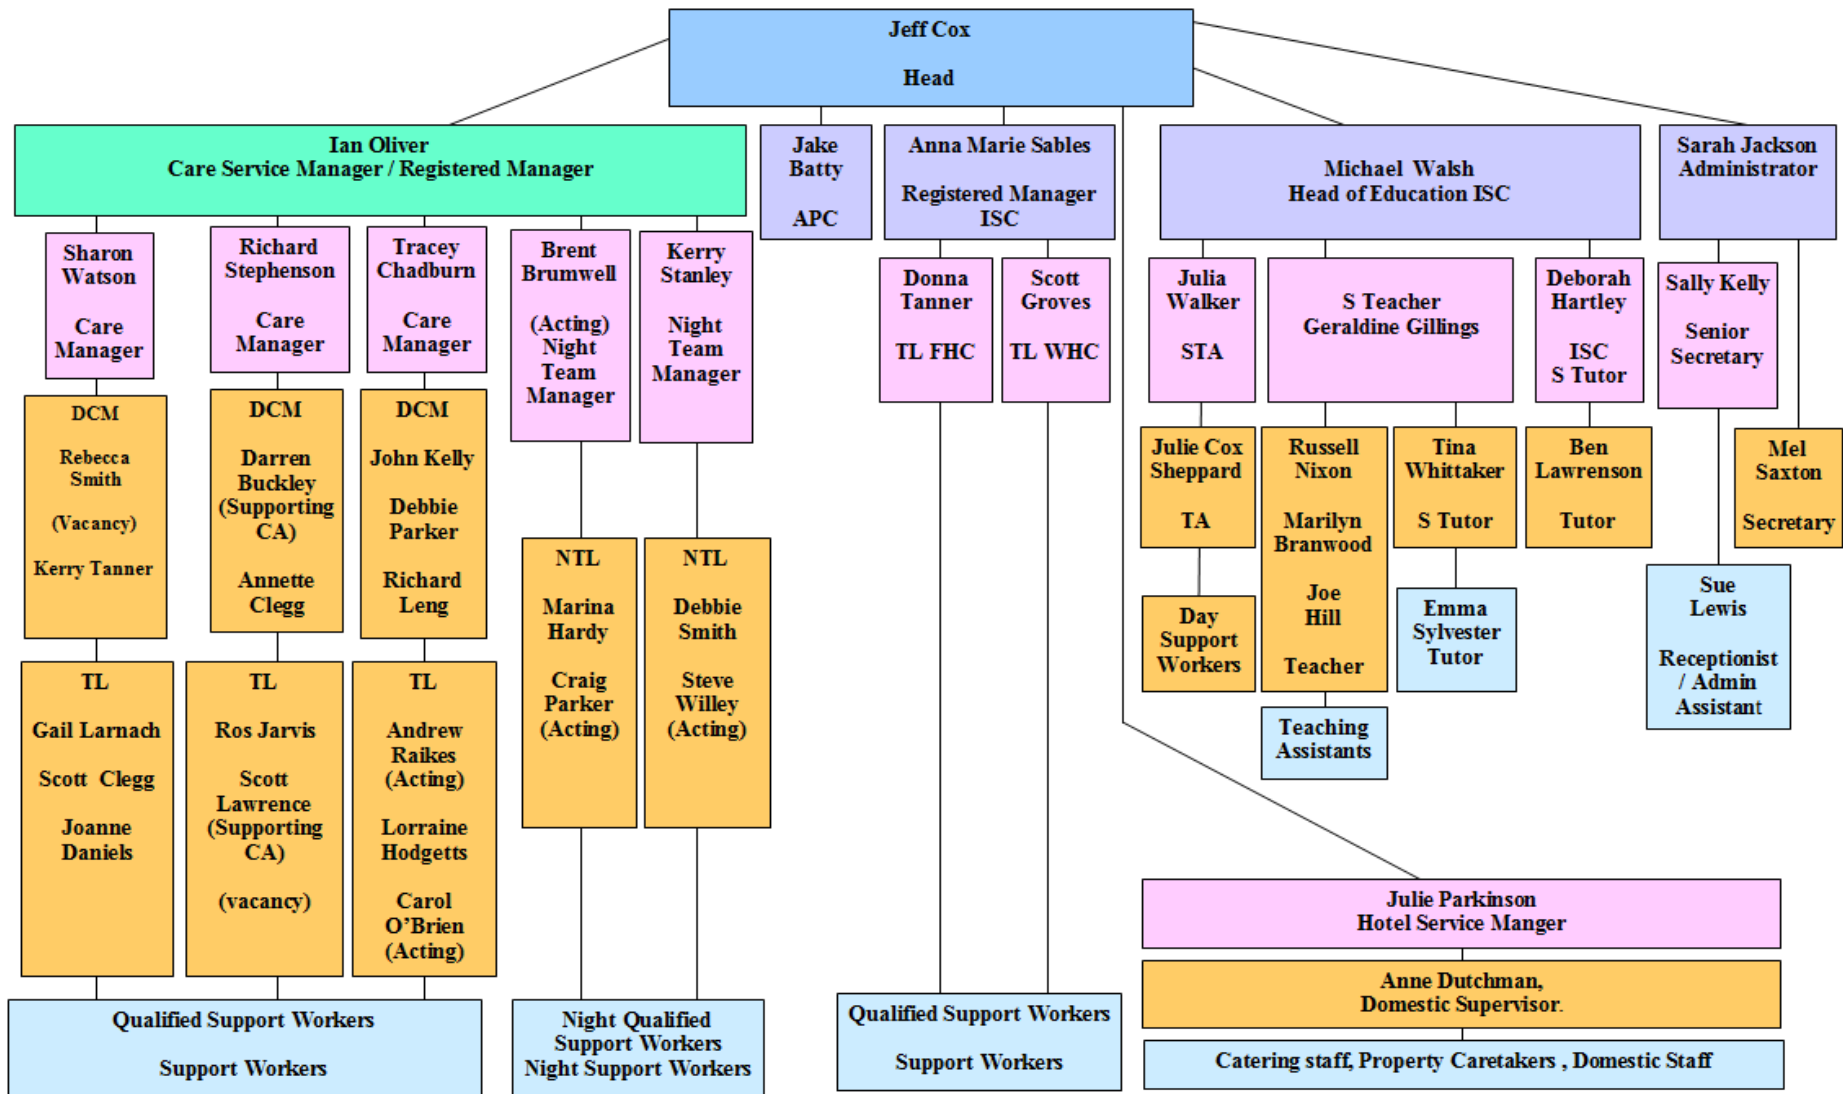 Jeff Cox
Head
Ian Oliver
Care Service Manager / Registered Manager
Jake
Batty
APC
Anna Marie Sables
Registered Manager
ISC
Michael Walsh
Head of Education ISC
Sarah Jackson
Administrator
Sharon
Watson
Care
Manager
Richard
Stephenson
Care
Manager
Tracey
Chadburn
Care
Manager
Brent
Brumwell
(Acting)
Night
Team
Manager
Kerry
Stanley
Night
Team
Manager
Donna
Tanner
TL FHC
Scott
Groves
TL WHC
Julia
Walker
STA
S Teacher
Geraldine Gillings
Deborah
Hartley
ISC
S Tutor
Sally Kelly
Senior
Secretary
DCM
Rebecca
Smith
(Vacancy)
Kerry Tanner
DCM
Darren
Buckley
(Supporting
CA)
Annette
Clegg
DCM
John Kelly
Debbie
Parker
Richard
Leng
NTL
Marina
Hardy
Craig
Parker
(Acting)
NTL
Debbie
Smith
Steve
Willey
(Acting)
Julie Cox
Sheppard
TA
Russell
Nixon
Marilyn
Branwood
Joe
Hill
Teacher
Tina
Whittaker
S Tutor
Ben
Lawrenson
Tutor
Mel
Saxton
Secretary
Day
Support
Workers
Emma
Sylvester
Tutor
Sue
Lewis
Receptionist
/ Admin
Assistant
Teaching
Assistants
TL
Gail Larnach
Scott Clegg
Joanne
Daniels
TL
Ros Jarvis
Scott
Lawrence
(Supporting
CA)
(vacancy)
TL
Andrew
Raikes
(Acting)
Lorraine
Hodgetts
Carol
O'Brien
(Acting)
Julie Parkinson
Hotel Service Manger
Anne Dutchman,
Domestic Supervisor.
Catering staff, Property Caretakers , Domestic Staff
Qualified Support Workers
Support Workers
Night Qualified
Support Workers
Night Support Workers
Qualified Support Workers
Support Workers